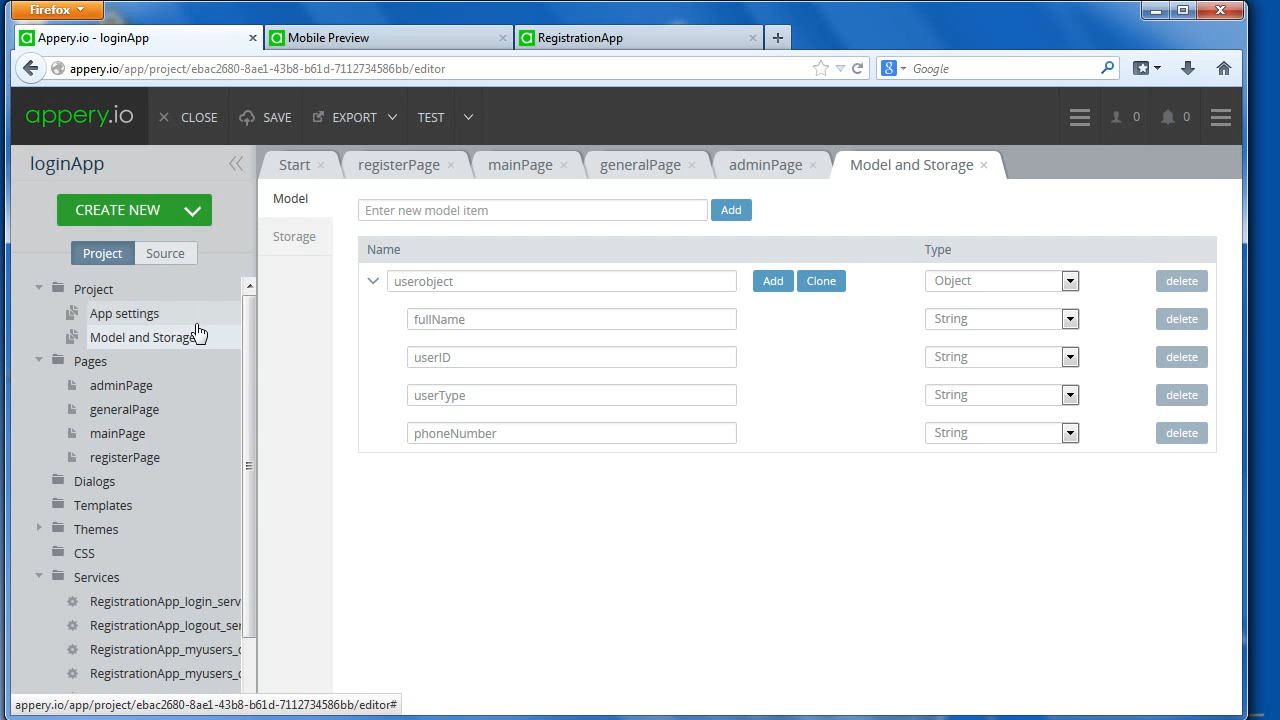 Firefox
Appery.io - loginApp
Mobile Preview
RegistrationApp
appery.io/app/project/ebac2680-8ae1-43b8-b61d-7112734586bb/editor
Google
appery.io
CLOSE
SAVE
EXPORT
TEST
0
0
loginApp
Start
registerPage
mainPage
generalPage
adminPage
Model and Storage
CREATE NEW
Project
Source
Project
App settings
Model and Storage
Pages
adminPage
generalPage
mainPage
registerPage
Dialogs
Templates
Themes
CSS
Services
RegistrationApp_login_serv
RegistrationApp_logout_ser
RegistrationApp_myusers_c
RegistrationApp_myusers_c
Model
Storage
Enter new model item
Add
Name
Type
userobject
Add
Clone
Object
delete
fullName
String
delete
userID
String
delete
userType
String
delete
phoneNumber
String
delete
appery.io/app/project/ebac2680-8ae1-43b8-b61d-7112734586bb/editor#